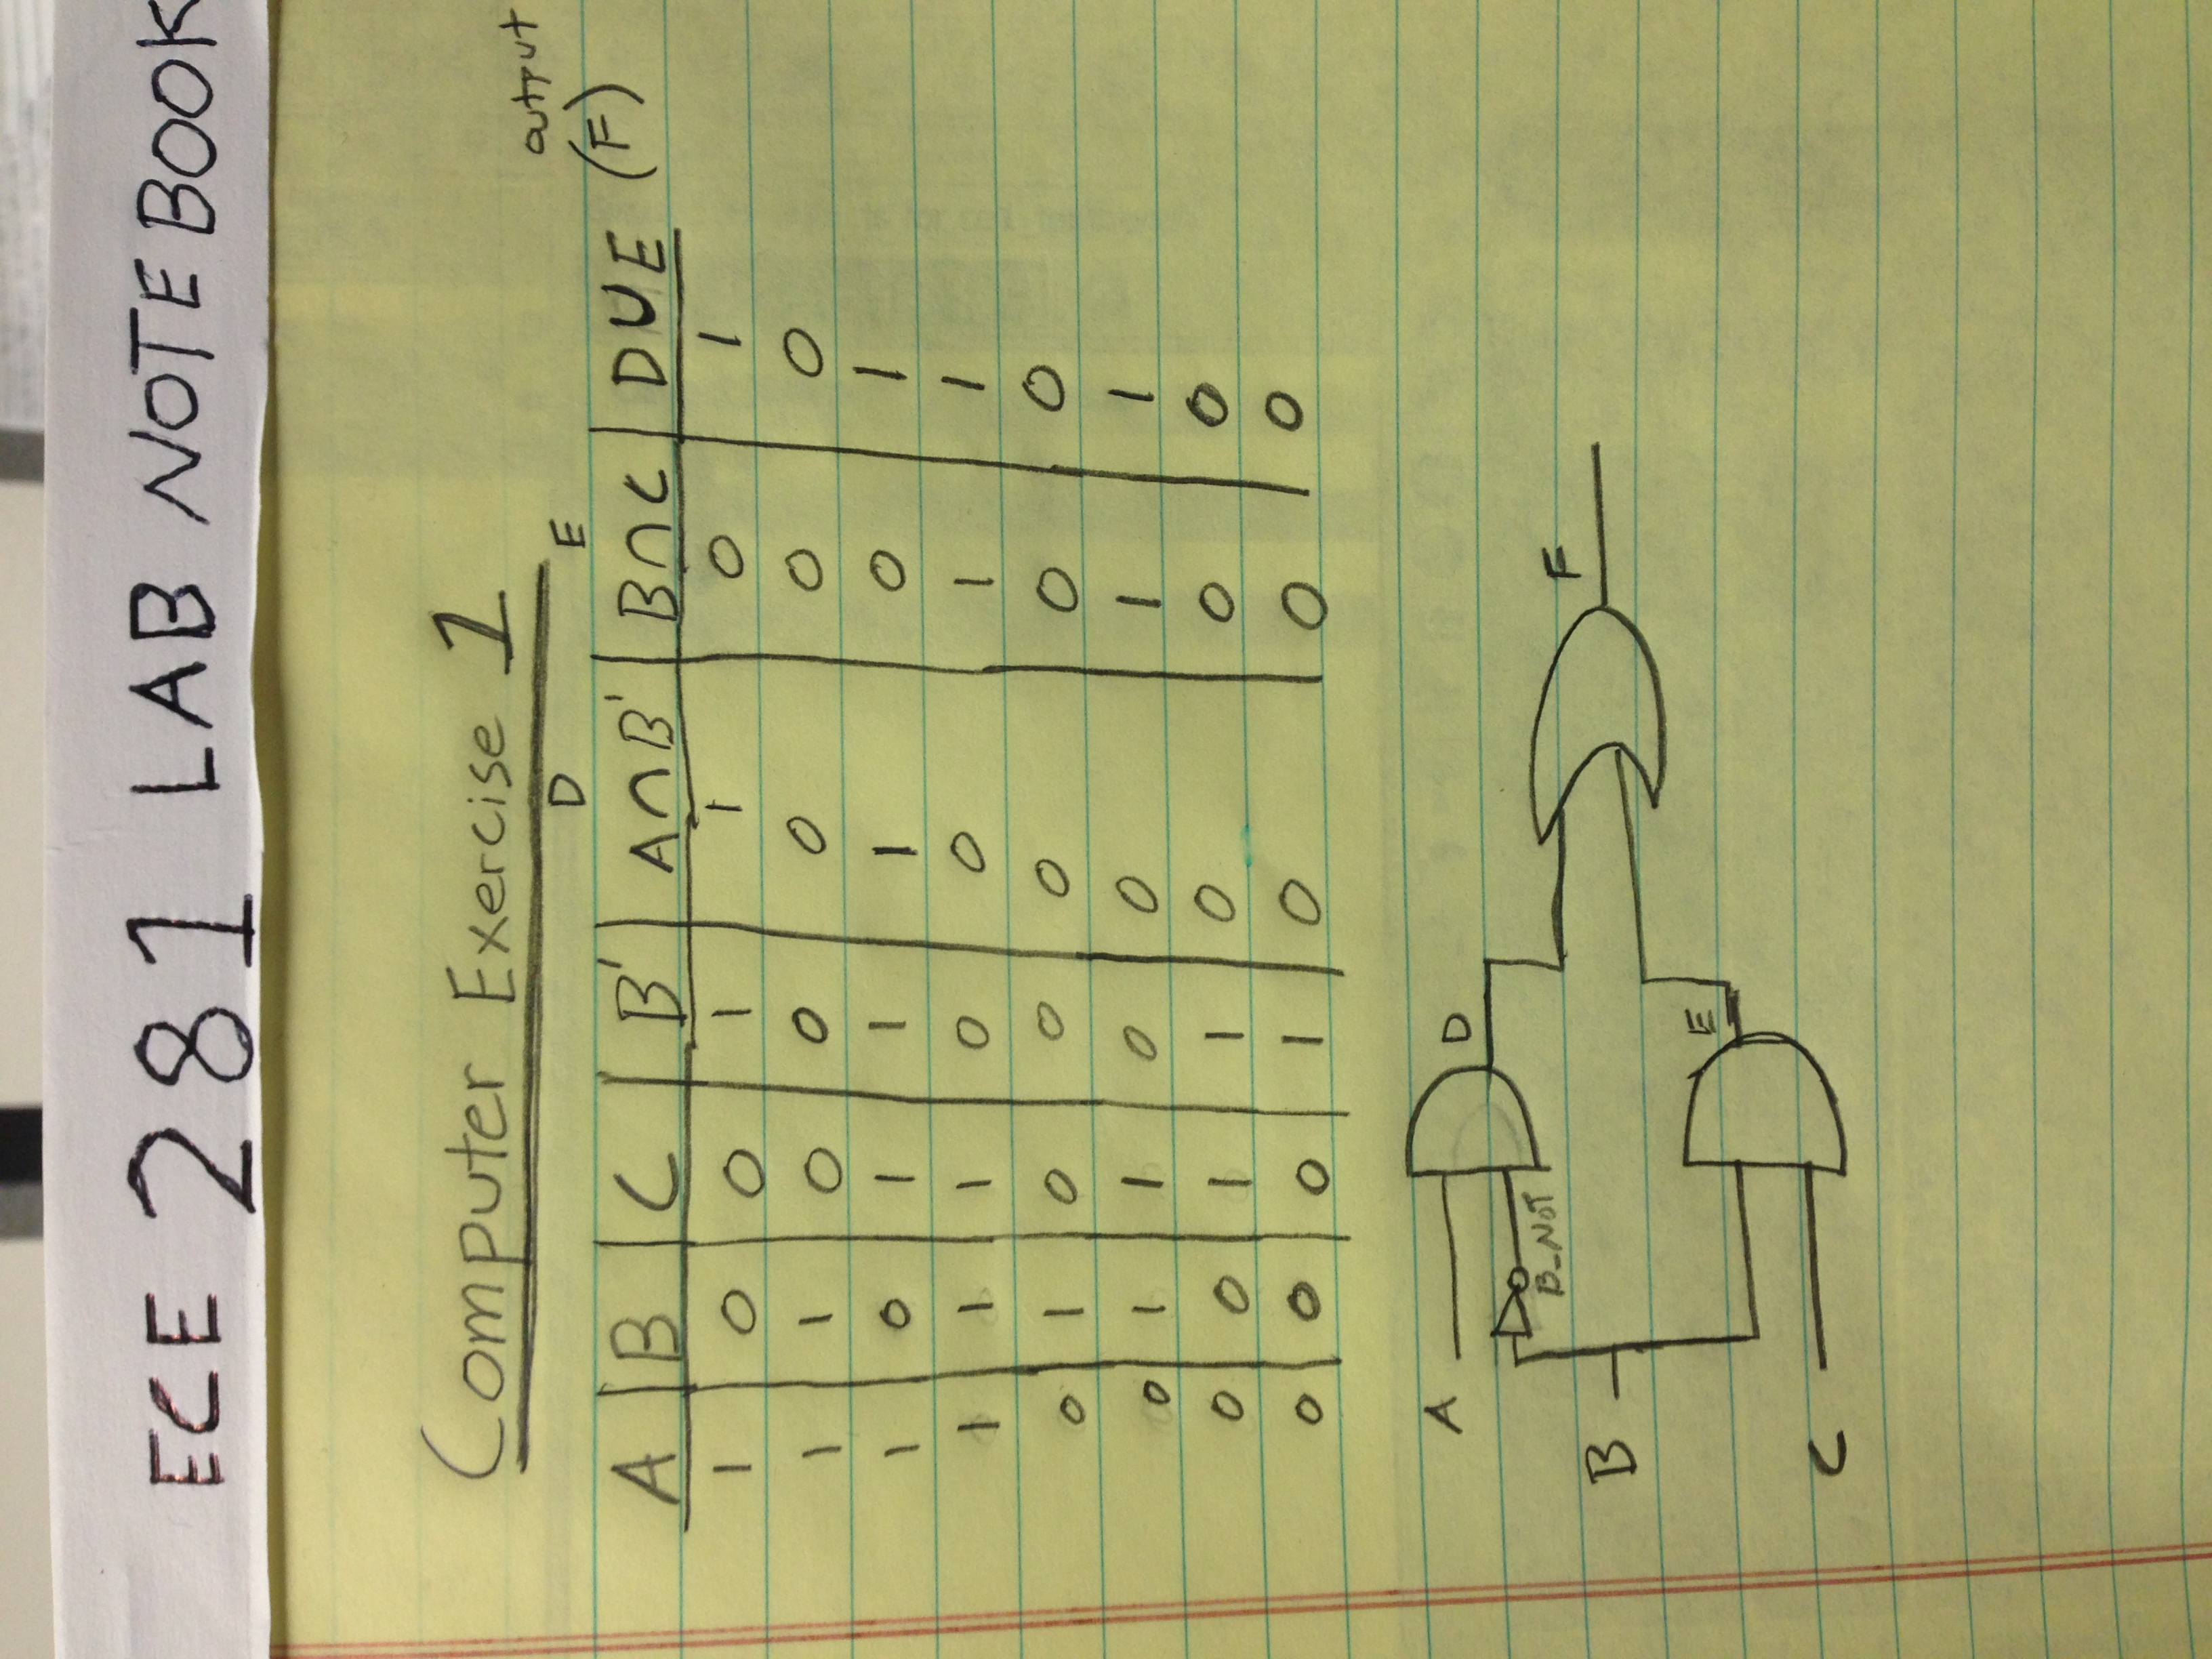 ECE 281 LAB NOTEBOOK
Computer Exercise 1
D E output
A B C B' A∩B' B∩C D∪E (F)
1 0 0 1 1 0 1
1 1 0 0 0 0 0
1 0 1 1 1 0 1
1 1 1 0 0 1 1
0 1 0 0 0 0 0
0 1 1 0 0 1 1
0 0 1 1 0 0 0
0 0 0 1 0 0 0
A D
B_NOT F
B
E
C